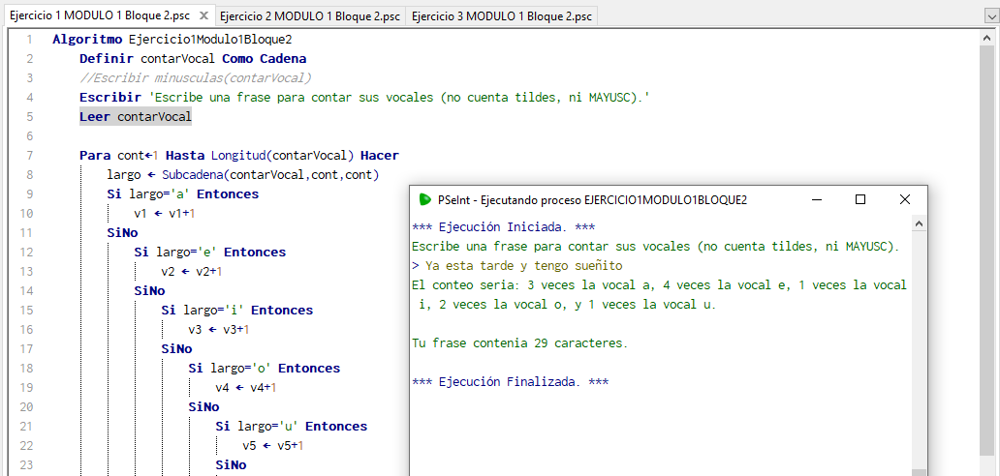 Ejercicio 1 MODULO 1 Bloque 2.psc
Ejercicio 2 MODULO 1 Bloque 2.psc
Ejercicio 3 MODULO 1 Bloque 2.psc
1 Algoritmo Ejercicio1Modulo1Bloque2
2 Definir contarVocal Como Cadena
3 //Escribir minusculas(contarVocal)
4 Escribir 'Escribe una frase para contar sus vocales (no cuenta tildes, ni MAYUSC).'
5 Leer contarVocal
6
7 Para cont←1 Hasta Longitud(contarVocal) Hacer
8 largo ← Subcadena(contarVocal,cont,cont)
9 Si largo='a' Entonces
10 v1 ← v1+1
11 SiNo
12 Si largo='e' Entonces
13 v2 ← v2+1
14 SiNo
15 Si largo='i' Entonces
16 v3 ← v3+1
17 SiNo
18 Si largo='o' Entonces
19 v4 ← v4+1
20 SiNo
21 Si largo='u' Entonces
22 v5 ← v5+1
23 SiNo
PSeInt - Ejecutando proceso EJERCICIO1MODULO1BLOQUE2
*** Ejecución Iniciada. ***
Escribe una frase para contar sus vocales (no cuenta tildes, ni MAYUSC).
> Ya esta tarde y tengo sueñito
El conteo seria: 3 veces la vocal a, 4 veces la vocal e, 1 veces la vocal
i, 2 veces la vocal o, y 1 veces la vocal u.
Tu frase contenia 29 caracteres.
*** Ejecución Finalizada. ***